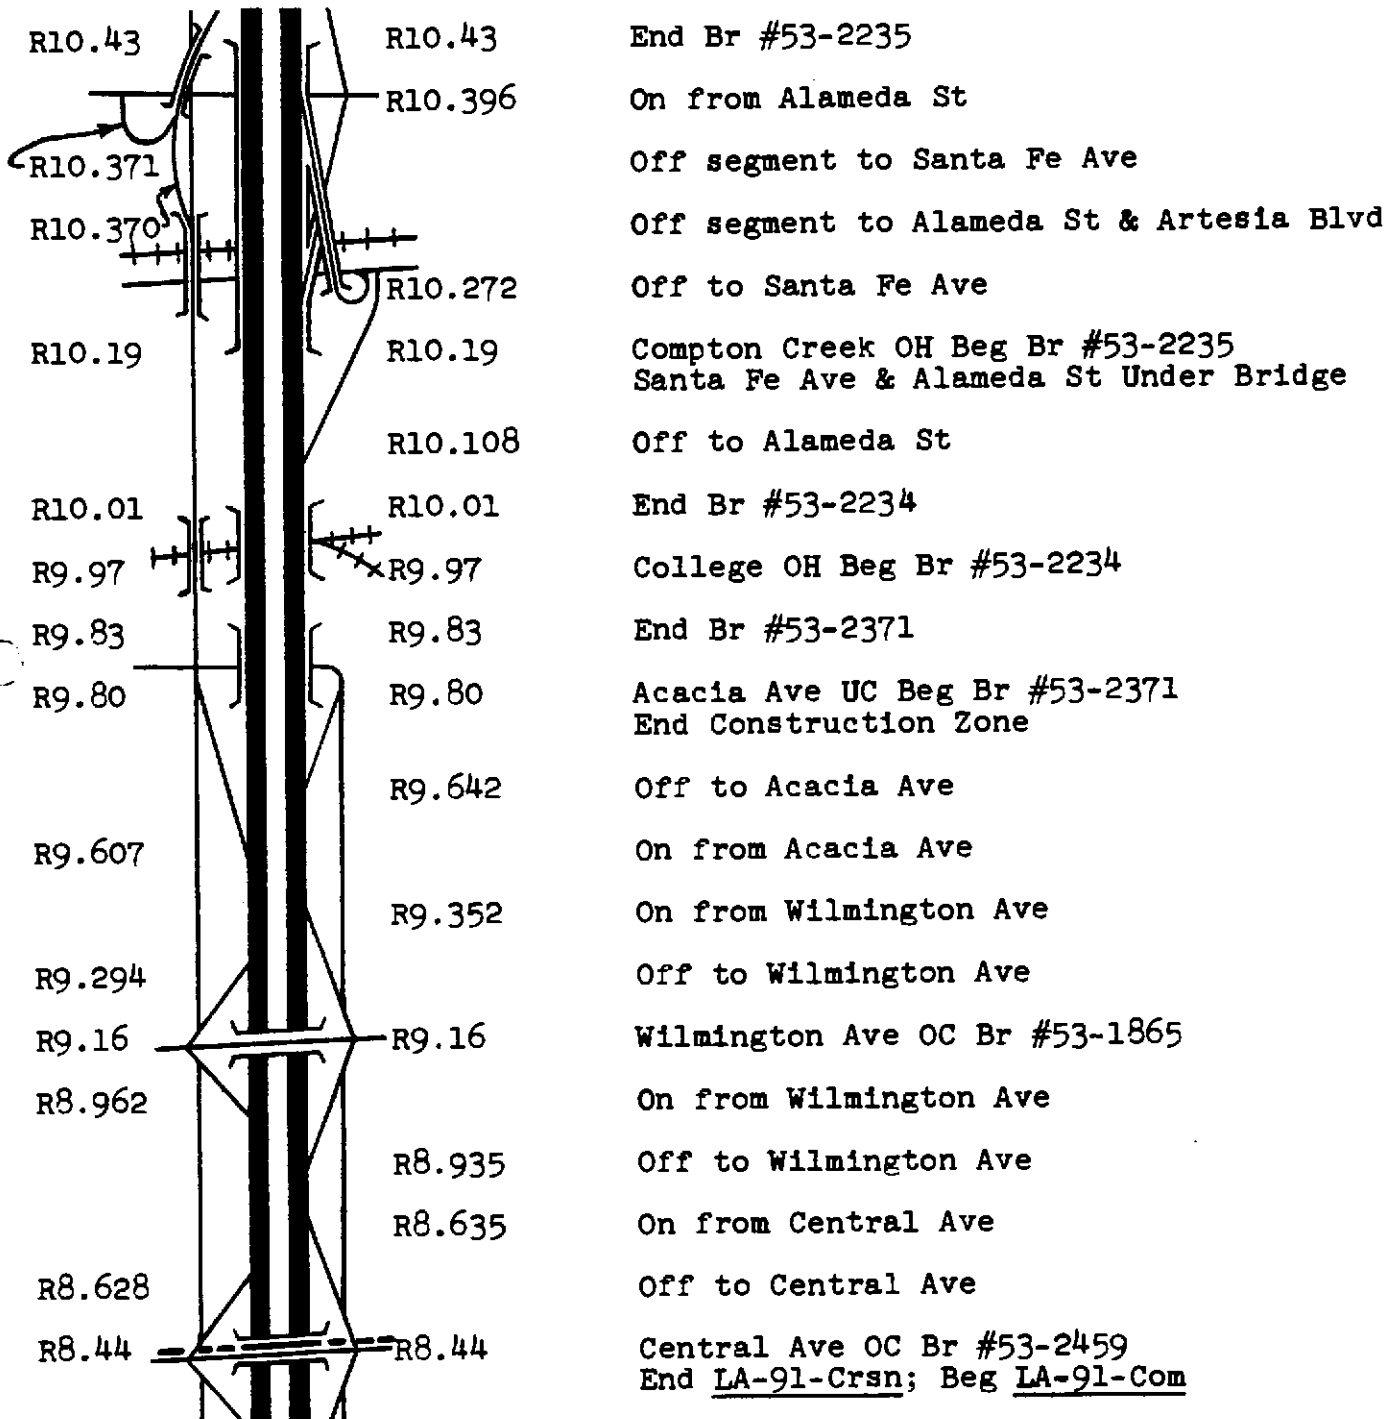 R10.43 R10.43 End Br #53-2235
R10.396 On from Alameda St
R10.371 Off segment to Santa Fe Ave
R10.370 Off segment to Alameda St & Artesia Blvd
R10.272 Off to Santa Fe Ave
R10.19 R10.19 Compton Creek OH Beg Br #53-2235
Santa Fe Ave & Alameda St Under Bridge
R10.108 Off to Alameda St
R10.01 R10.01 End Br #53-2234
R9.97 R9.97 College OH Beg Br #53-2234
R9.83 R9.83 End Br #53-2371
R9.80 R9.80 Acacia Ave UC Beg Br #53-2371
End Construction Zone
R9.642 Off to Acacia Ave
R9.607 On from Acacia Ave
R9.352 On from Wilmington Ave
R9.294 Off to Wilmington Ave
R9.16 R9.16 Wilmington Ave OC Br #53-1865
R8.962 On from Wilmington Ave
R8.935 Off to Wilmington Ave
R8.635 On from Central Ave
R8.628 Off to Central Ave
R8.44 R8.44 Central Ave OC Br #53-2459
End LA-91-Crsn; Beg LA-91-Com